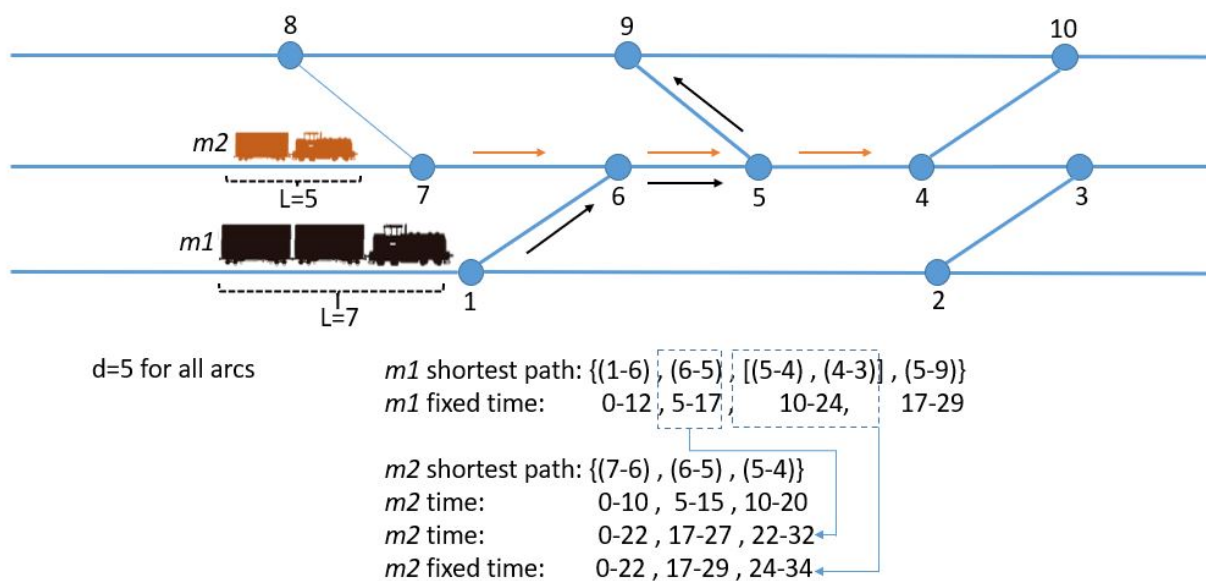 8 9 10
m2
L=5
7 6 5 4 3
m1
L=7
1 2
d=5 for all arcs
m1 shortest path: {(1-6) , (6-5) , [(5-4) , (4-3)] , (5-9)}
m1 fixed time: 0-12 , 5-17 , 10-24, 17-29
m2 shortest path: {(7-6) , (6-5) , (5-4)}
m2 time: 0-10 , 5-15 , 10-20
m2 time: 0-22 , 17-27 , 22-32
m2 fixed time: 0-22 , 17-29 , 24-34